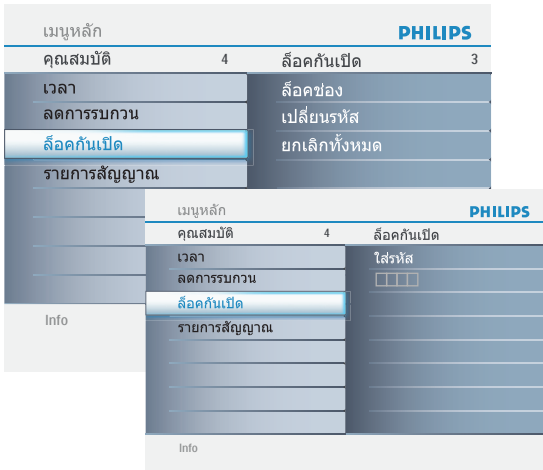 เมนูหลัก PHILIPS
คุณสมบัติ 4 ล็อคกันเปิด 3
เวลา ล็อคช่อง
ลดการรบกวน เปลี่ยนรหัส
ล็อคกันเปิด ยกเลิกทั้งหมด
รายการสัญญาณ
Info
เมนูหลัก PHILIPS
คุณสมบัติ 4 ล็อคกันเปิด
เวลา ใส่รหัส
ลดการรบกวน
ล็อคกันเปิด
รายการสัญญาณ
Info